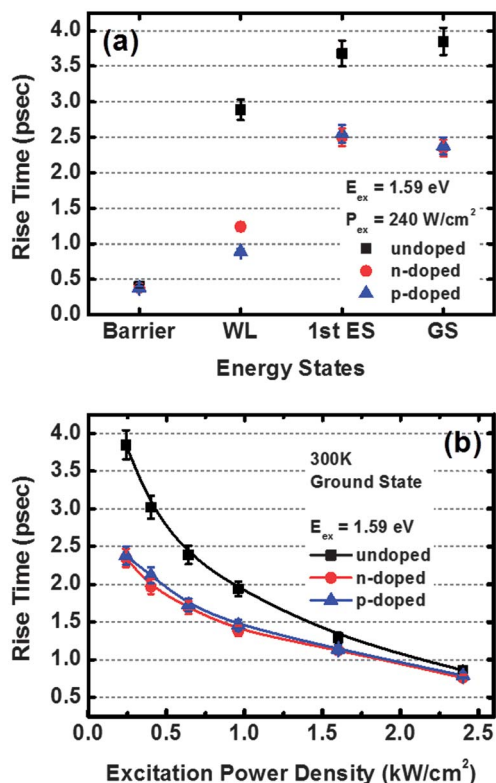 (a)
4.0
3.5
3.0
2.5
2.0
1.5
1.0
0.5
0.0
Rise Time (psec)
E_ex = 1.59 eV
P_ex = 240 W/cm²
undoped
n-doped
p-doped
Barrier WL 1st ES GS
Energy States
(b)
4.0
3.5
3.0
2.5
2.0
1.5
1.0
0.5
Rise Time (psec)
300K
Ground State
E_ex = 1.59 eV
undoped
n-doped
p-doped
0.0 0.5 1.0 1.5 2.0 2.5
Excitation Power Density (kW/cm²)